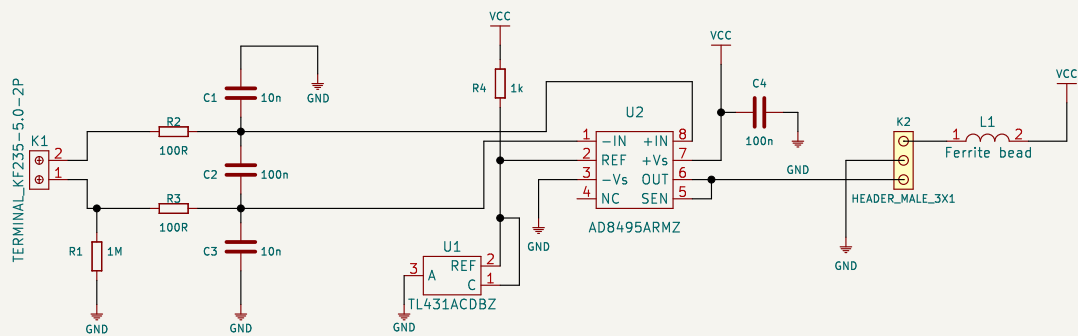 VCC
VCC
VCC
TERMINAL_KF235-5.0-2P
K1
2
1
C1
10n
GND
R2
100R
C2
100n
R3
100R
R1
1M
C3
10n
GND
GND
R4
1k
U2
1
-IN
+IN
8
2
REF
+Vs
7
3
-Vs
OUT
6
4
NC
SEN
5
AD8495ARMZ
GND
U1
3
A
REF
2
C
1
TL431ACDBZ
GND
C4
100n
GND
K2
HEADER_MALE_3X1
GND
L1
1
2
Ferrite bead